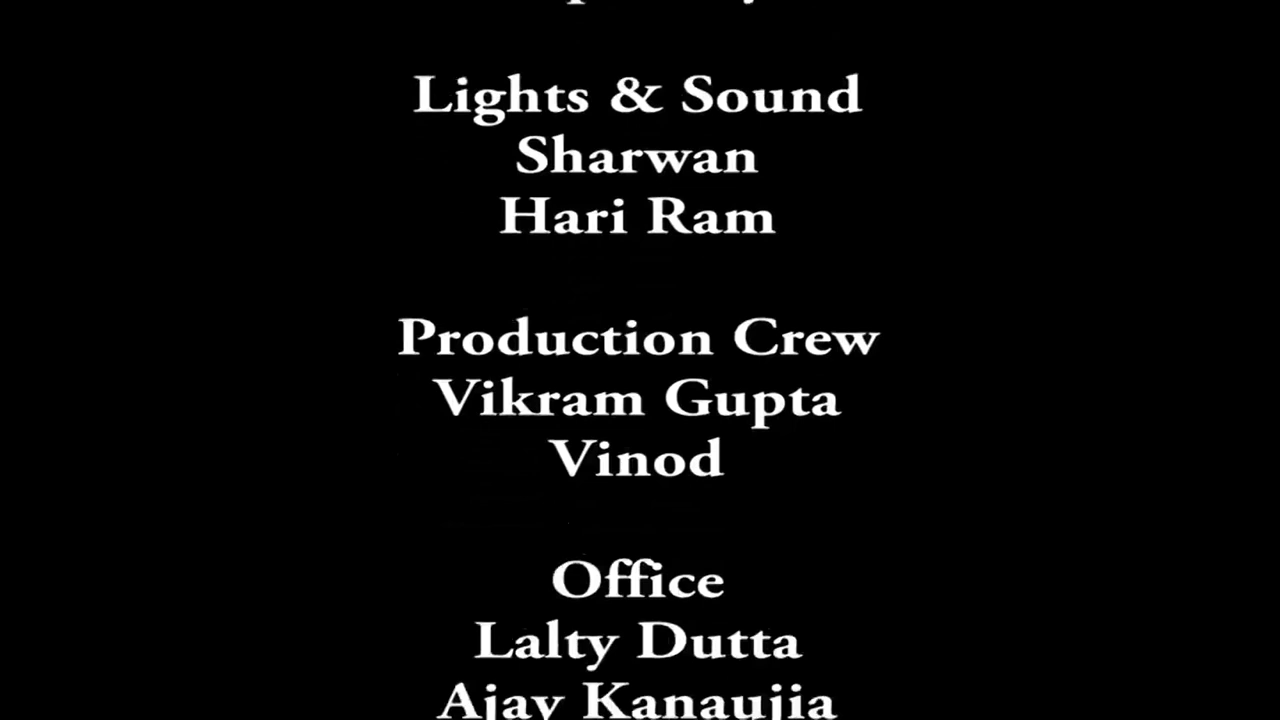 Lights & Sound
Sharwan
Hari Ram
Production Crew
Vikram Gupta
Vinod
Office
Lalty Dutta
Ajay Kanaujia